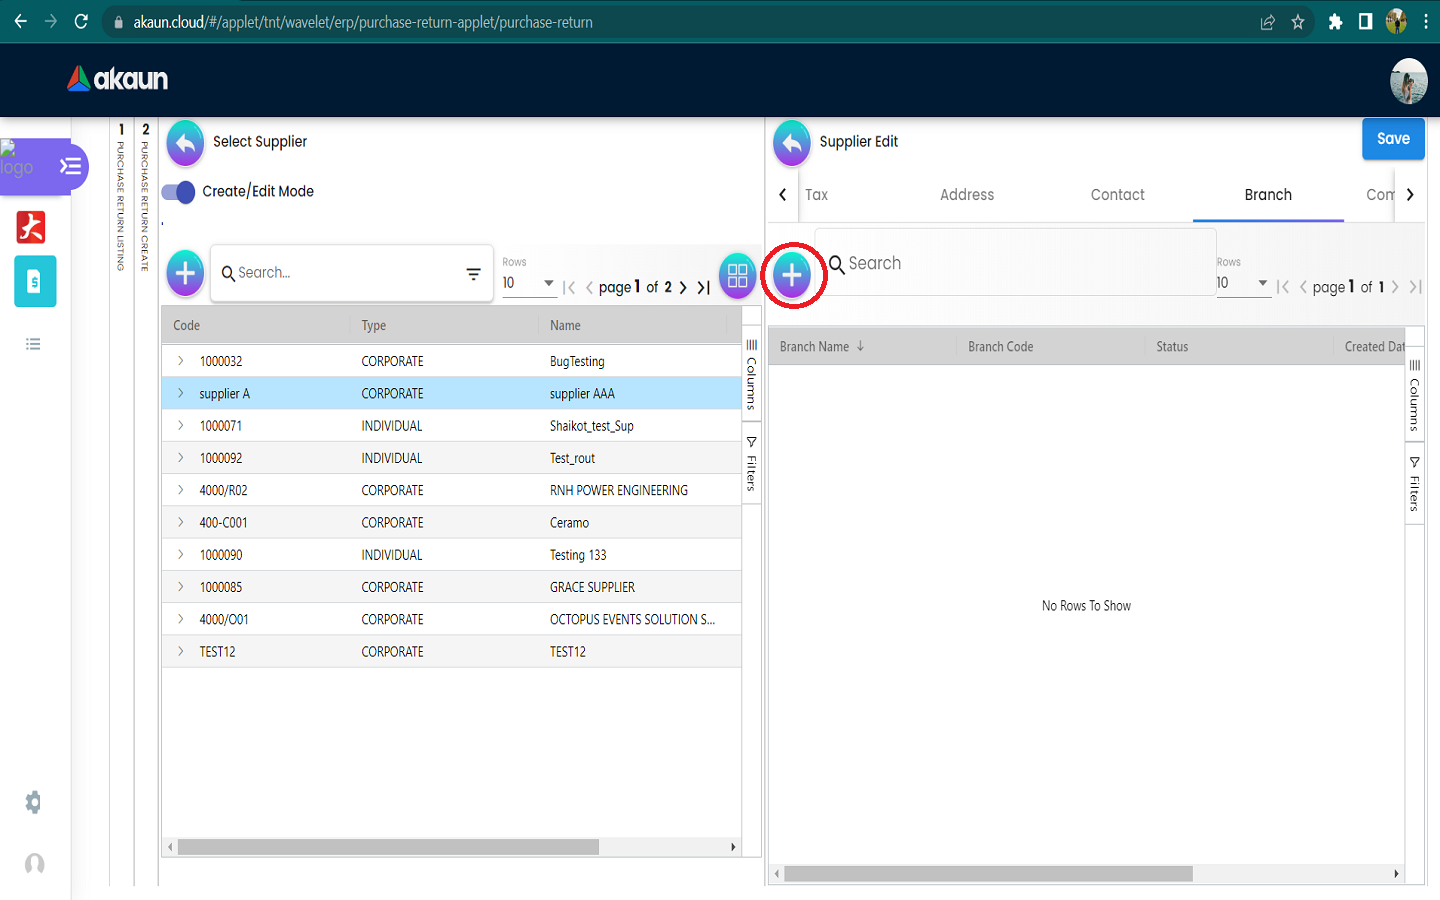 akaun.cloud/#/applet/tnt/wavelet/erp/purchase-return-applet/purchase-return
akaun
logo
1 PURCHASE RETURN LISTING
2 PURCHASE RETURN CREATE
Select Supplier
Create/Edit Mode
Search...
Rows
10
page 1 of 2
Code Type Name
1000032 CORPORATE BugTesting
supplier A CORPORATE supplier AAA
1000071 INDIVIDUAL Shaikot_test_Sup
1000092 INDIVIDUAL Test_rout
4000/R02 CORPORATE RNH POWER ENGINEERING
400-C001 CORPORATE Ceramo
1000090 INDIVIDUAL Testing 133
1000085 CORPORATE GRACE SUPPLIER
4000/O01 CORPORATE OCTOPUS EVENTS SOLUTION S...
TEST12 CORPORATE TEST12
Columns
Filters
Supplier Edit
Save
Tax Address Contact Branch Com
Search
Rows
10
page 1 of 1
Branch Name Branch Code Status Created Dat
No Rows To Show
Columns
Filters